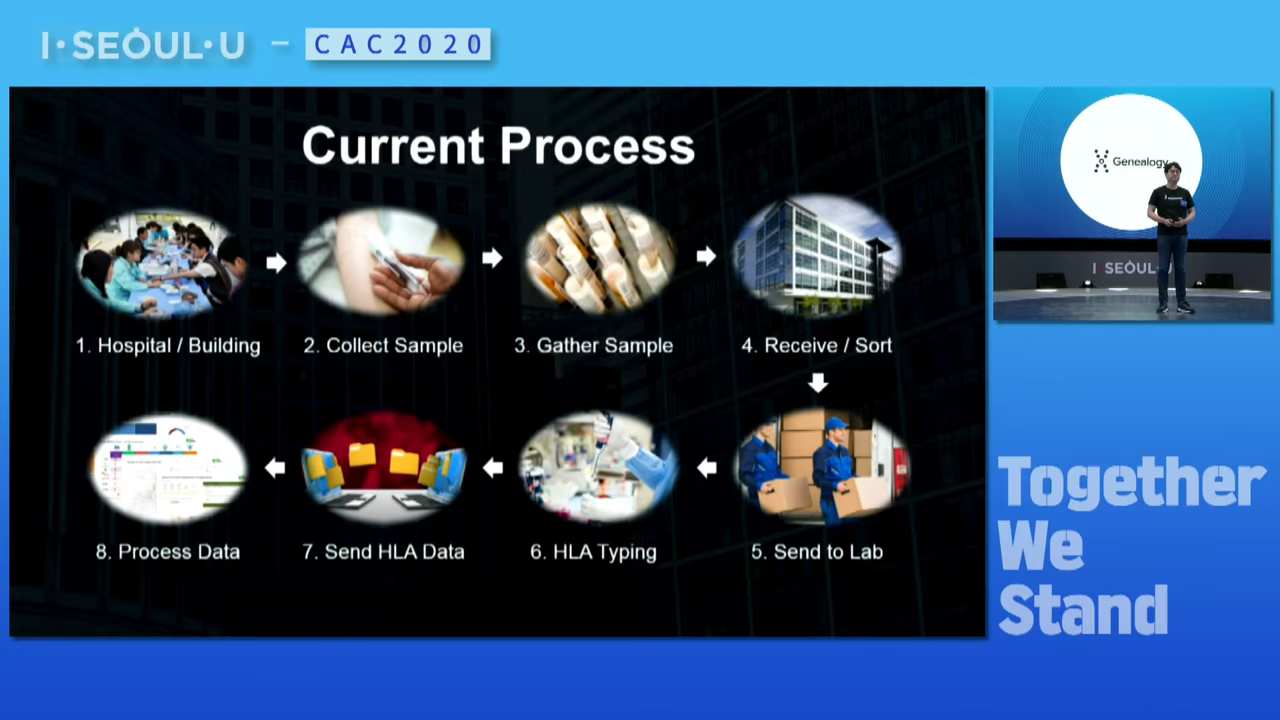 I·SEOUL·U – CAC2020
Current Process
1. Hospital / Building
2. Collect Sample
3. Gather Sample
4. Receive / Sort
8. Process Data
7. Send HLA Data
6. HLA Typing
5. Send to Lab
Genealogy
I SEOUL U
Together
We
Stand